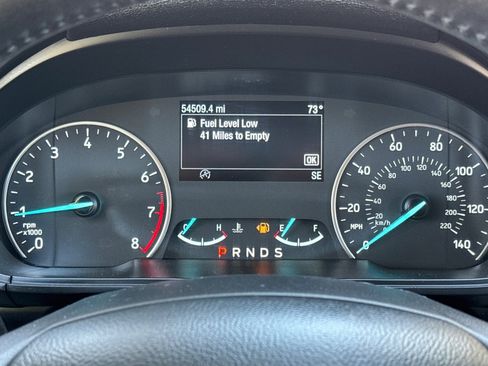 54509.4 mi 73°
Fuel Level Low
41 Miles to Empty
OK
SE
0 1 2 3 4 5 6 7 8
rpm
x1000
C H
E F
P R N D S
0 20 40 60 80 100 120 140
MPH
20 40 60 80 100 120 140 160 180 200 220
km/h